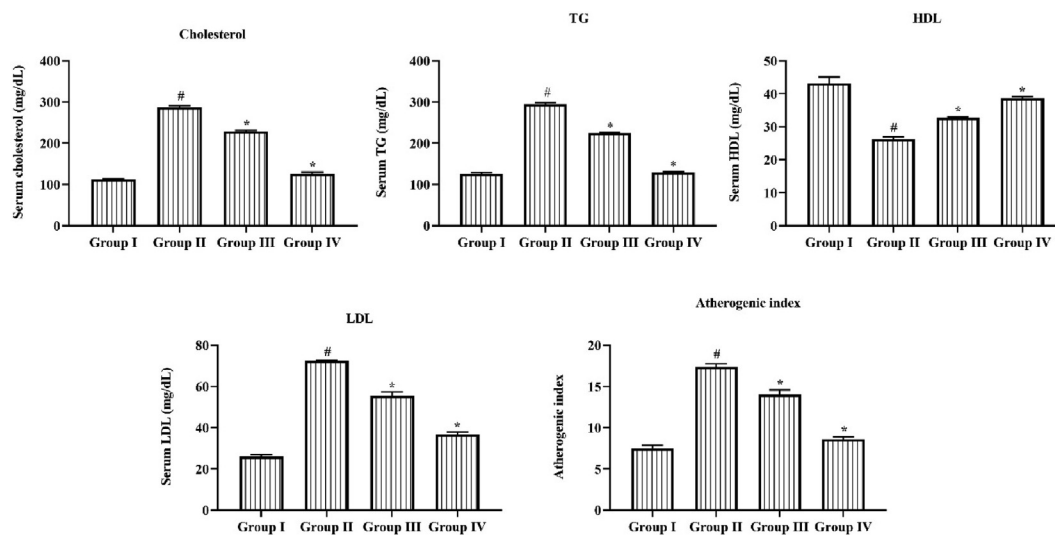 Cholesterol
Serum cholesterol (mg/dL)
400
300
200
100
0
#
*
*
Group I Group II Group III Group IV
TG
Serum TG (mg/dL)
400
300
200
100
0
#
*
*
Group I Group II Group III Group IV
HDL
Serum HDL (mg/dL)
50
40
30
20
10
0
#
*
*
Group I Group II Group III Group IV
LDL
Serum LDL (mg/dL)
80
60
40
20
0
#
*
*
Group I Group II Group III Group IV
Atherogenic index
Atherogenic index
20
15
10
5
0
#
*
*
Group I Group II Group III Group IV